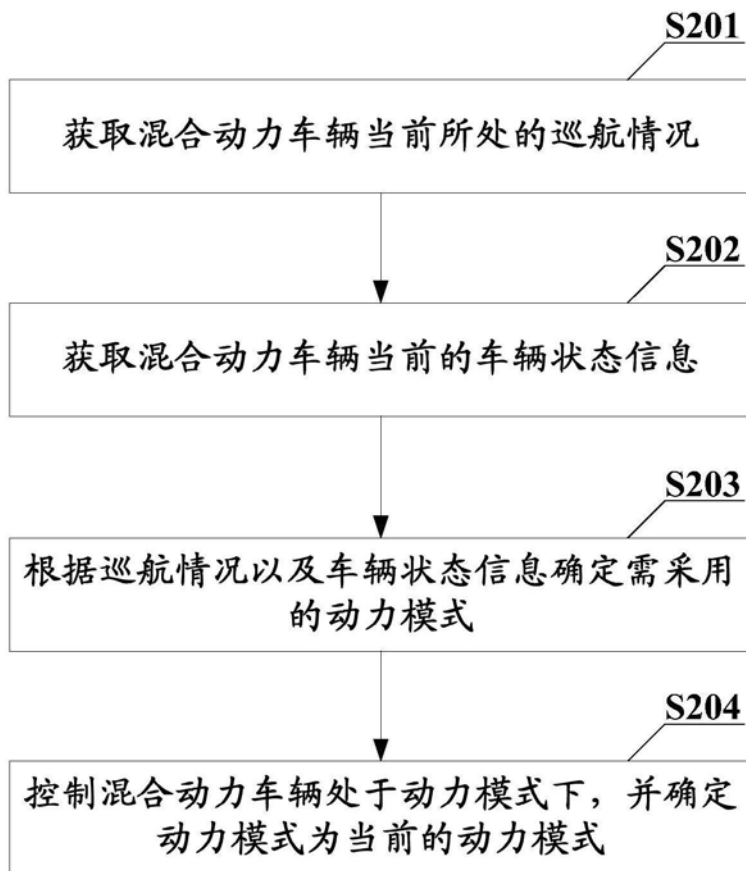 S201
获取混合动力车辆当前所处的巡航情况
S202
获取混合动力车辆当前的车辆状态信息
S203
根据巡航情况以及车辆状态信息确定需采用
的动力模式
S204
控制混合动力车辆处于动力模式下，并确定
动力模式为当前的动力模式